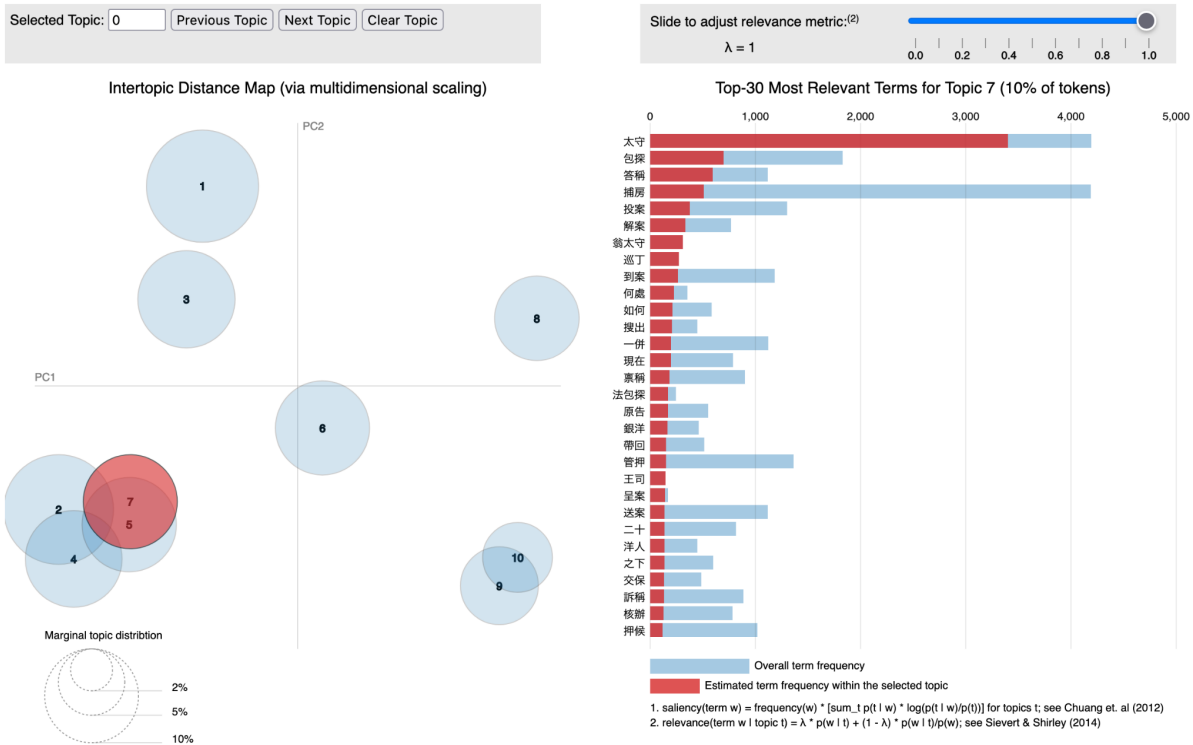 Selected Topic: 0 Previous Topic Next Topic Clear Topic
Slide to adjust relevance metric:(2)
λ = 1
0.0 0.2 0.4 0.6 0.8 1.0
Intertopic Distance Map (via multidimensional scaling)
PC2
PC1
1
3
8
6
2
7
5
4
10
9
Marginal topic distribtion
2%
5%
10%
Top-30 Most Relevant Terms for Topic 7 (10% of tokens)
0 1,000 2,000 3,000 4,000 5,000
太守
包探
答稱
捕房
投案
解案
翁太守
巡丁
到案
何處
如何
搜出
一併
現在
禀稱
法包探
原告
銀洋
帶回
管押
王司
呈案
送案
二十
洋人
之下
交保
訴稱
核辦
押候
Overall term frequency
Estimated term frequency within the selected topic
1. saliency(term w) = frequency(w) * [sum_t p(t | w) * log(p(t | w)/p(t))] for topics t; see Chuang et. al (2012)
2. relevance(term w | topic t) = λ * p(w | t) + (1 - λ) * p(w | t)/p(w); see Sievert & Shirley (2014)